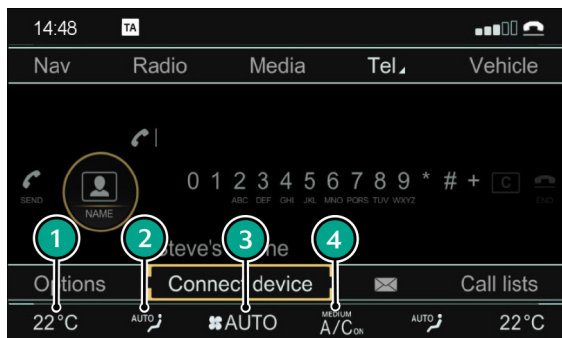 14:48 TA
Nav Radio Media Tel Vehicle
0 1 2 3 4 5 6 7 8 9 * # + C
SEND ABC DEF GHI JKL MNO PQRS TUV WXYZ END
NAME
1 2 3 4
Steve's
Options Connect device Call lists
22°C AUTO AUTO MEDIUM A/C ON AUTO 22°C